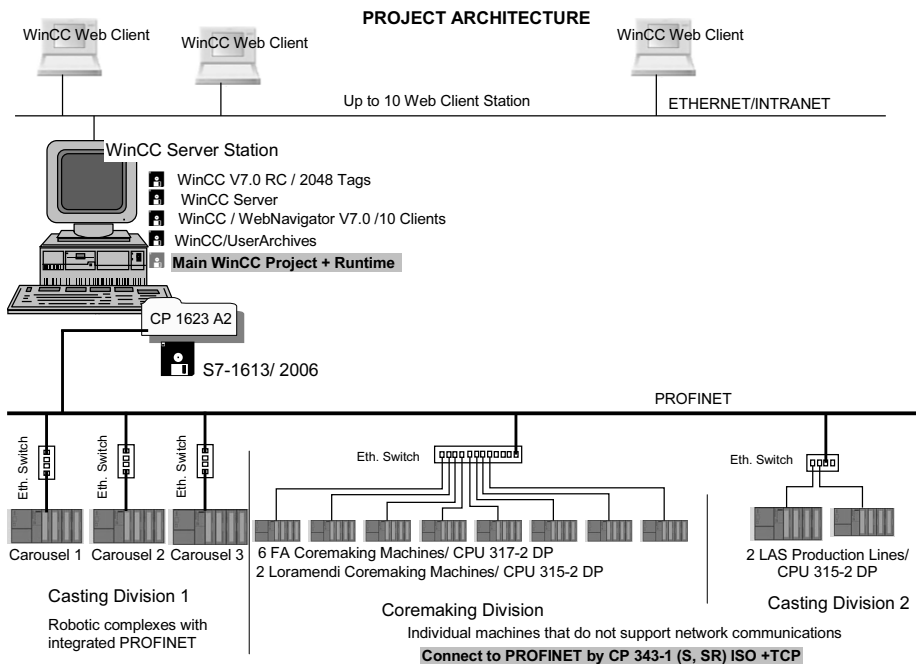 PROJECT ARCHITECTURE
WinCC Web Client
WinCC Web Client
WinCC Web Client
Up to 10 Web Client Station
ETHERNET/INTRANET
WinCC Server Station
WinCC V7.0 RC / 2048 Tags
WinCC Server
WinCC / WebNavigator V7.0 /10 Clients
WinCC/UserArchives
Main WinCC Project + Runtime
CP 1623 A2
S7-1613/ 2006
PROFINET
Eth. Switch
Eth. Switch
Eth. Switch
Eth. Switch
Eth. Switch
Carousel 1
Carousel 2
Carousel 3
6 FA Coremaking Machines/ CPU 317-2 DP
2 Loramendi Coremaking Machines/ CPU 315-2 DP
2 LAS Production Lines/
CPU 315-2 DP
Casting Division 1
Coremaking Division
Casting Division 2
Robotic complexes with
integrated PROFINET
Individual machines that do not support network communications
Connect to PROFINET by CP 343-1 (S, SR) ISO +TCP